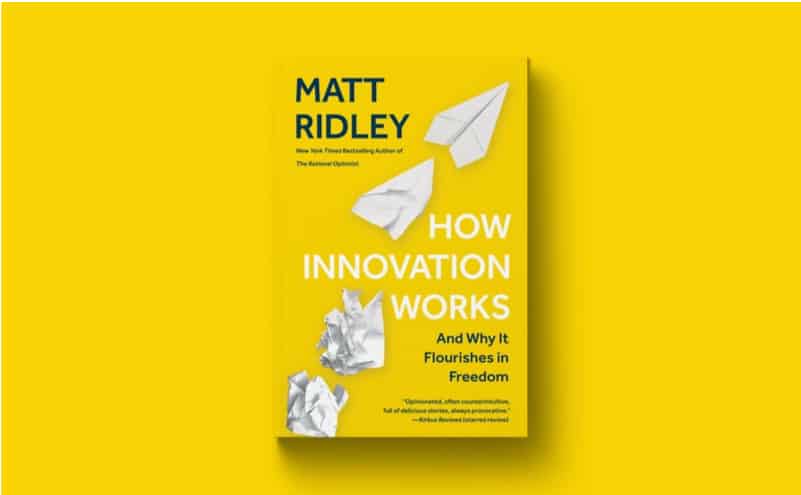 MATT
RIDLEY
New York Times Bestselling Author of
The Rational Optimist
HOW
INNOVATION
WORKS
And Why It
Flourishes in
Freedom
"Opinionated, often counterintuitive,
full of delicious stories, always provocative."
—Kirkus Reviews (starred review)